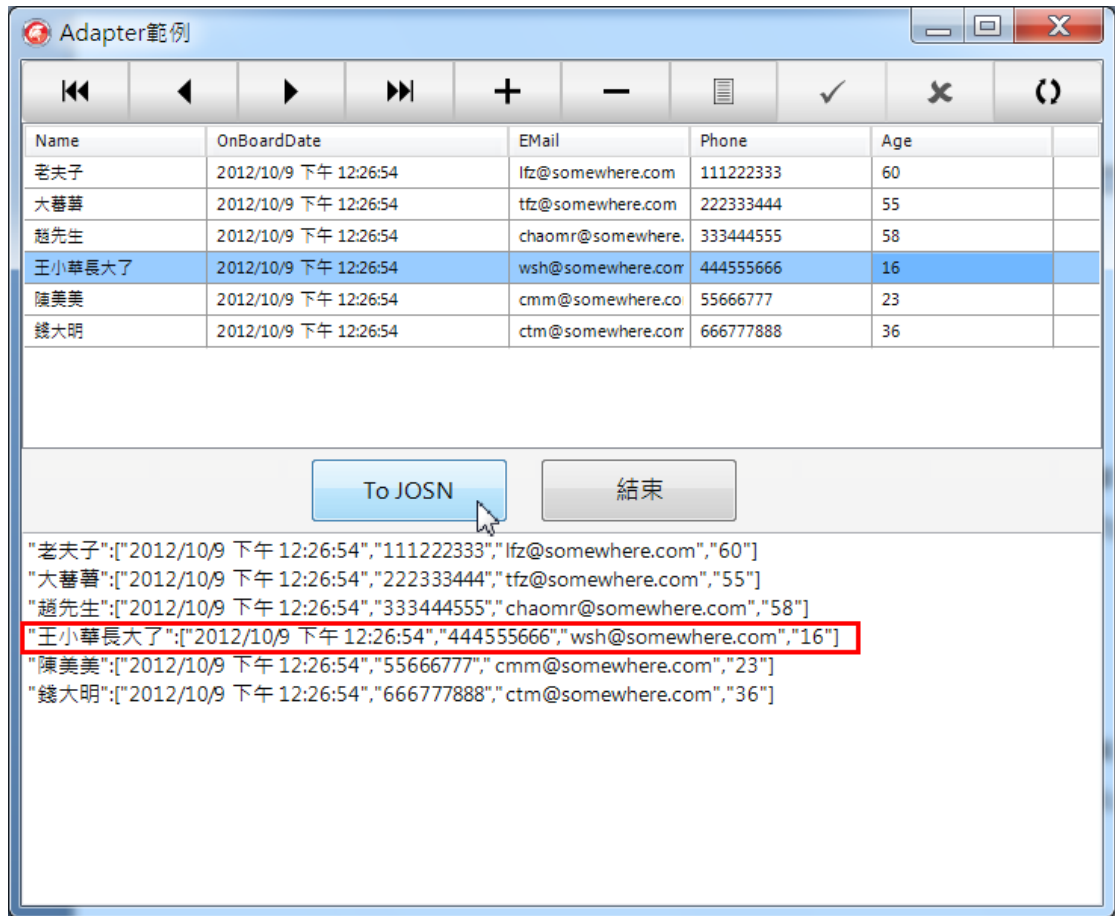 Adapter範例
Name OnBoardDate EMail Phone Age
老夫子 2012/10/9 下午 12:26:54 lfz@somewhere.com 111222333 60
大蕃薯 2012/10/9 下午 12:26:54 tfz@somewhere.com 222333444 55
趙先生 2012/10/9 下午 12:26:54 chaomr@somewhere. 333444555 58
王小華長大了 2012/10/9 下午 12:26:54 wsh@somewhere.com 444555666 16
陳美美 2012/10/9 下午 12:26:54 cmm@somewhere.co 55666777 23
錢大明 2012/10/9 下午 12:26:54 ctm@somewhere.com 666777888 36
To JOSN 結束
"老夫子":["2012/10/9 下午 12:26:54","111222333","lfz@somewhere.com","60"]
"大蕃薯":["2012/10/9 下午 12:26:54","222333444","tfz@somewhere.com","55"]
"趙先生":["2012/10/9 下午 12:26:54","333444555","chaomr@somewhere.com","58"]
"王小華長大了":["2012/10/9 下午 12:26:54","444555666","wsh@somewhere.com","16"]
"陳美美":["2012/10/9 下午 12:26:54","55666777","cmm@somewhere.com","23"]
"錢大明":["2012/10/9 下午 12:26:54","666777888","ctm@somewhere.com","36"]